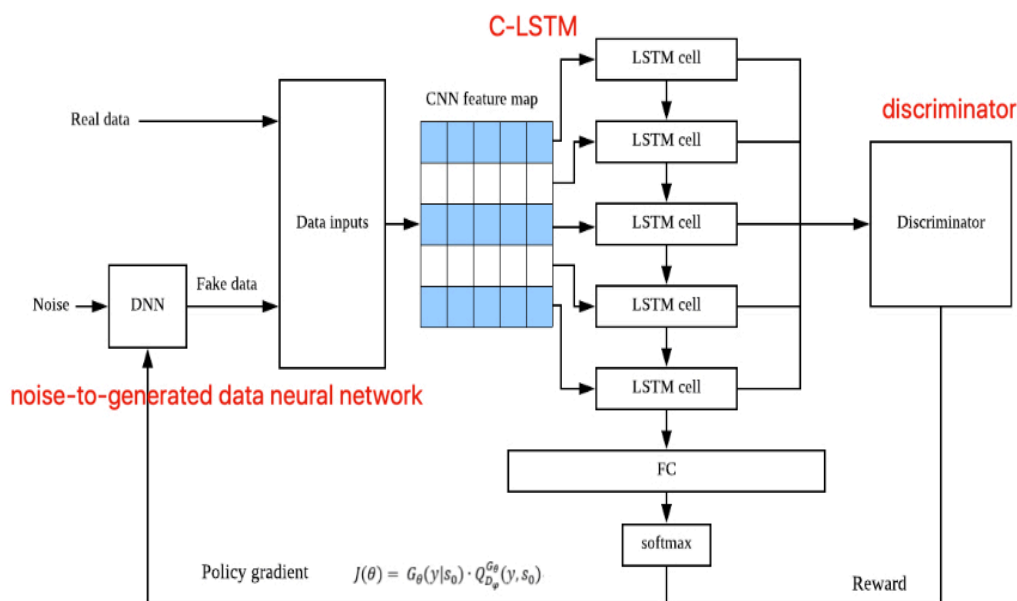 C-LSTM
LSTM cell
CNN feature map
discriminator
Real data
LSTM cell
Data inputs
LSTM cell
Discriminator
Fake data
Noise
DNN
LSTM cell
noise-to-generated data neural network
LSTM cell
FC
softmax
Policy gradient
J(θ) = G_θ(y|s_0) · Q_{D_φ}^{G_θ}(y, s_0)
Reward